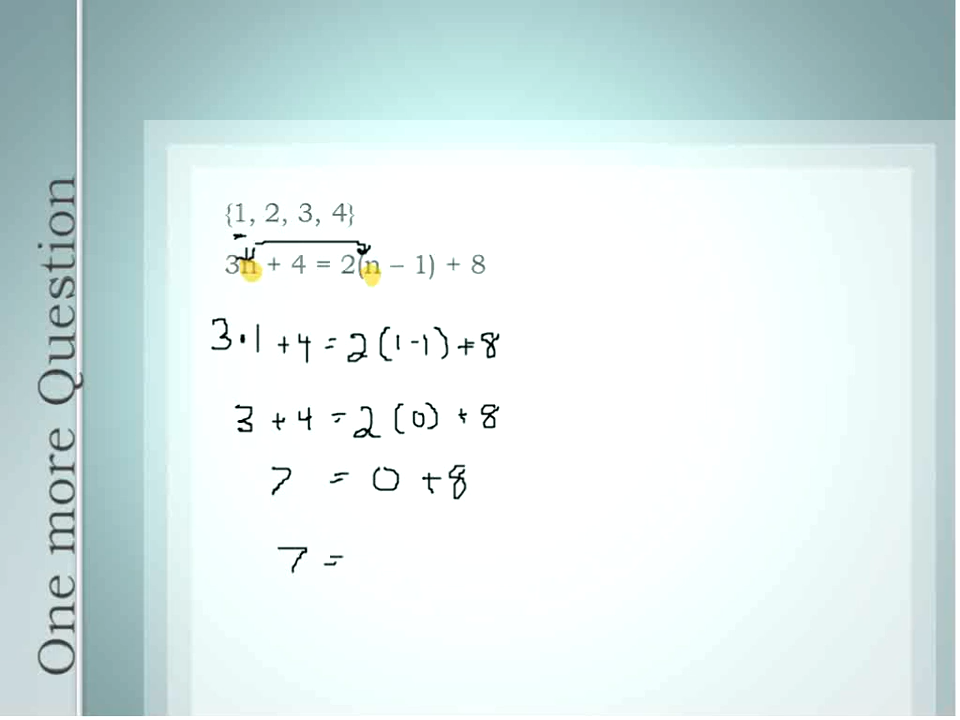 One more Question
{1, 2, 3, 4}
3n + 4 = 2(n – 1) + 8
3·1 +4 = 2(1-1)+8
3 +4 = 2(0) +8
7 = 0 +8
7 =